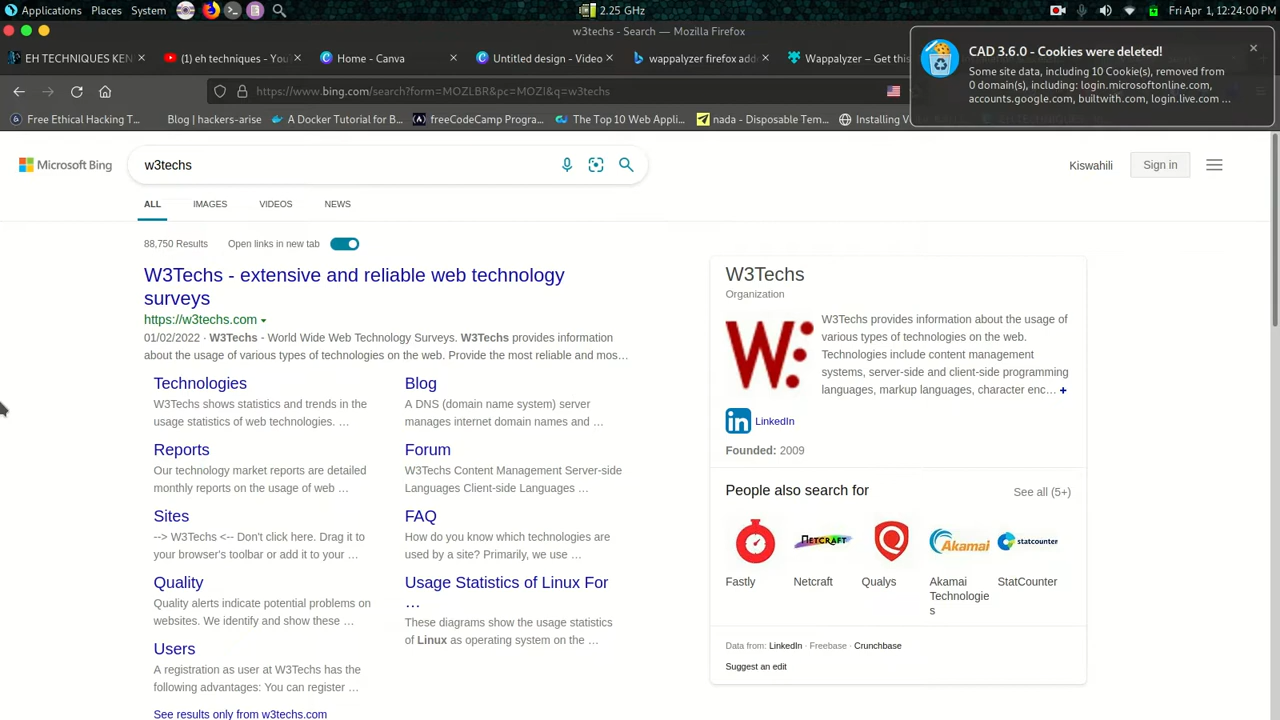 Applications Places System 2.25 GHz Fri Apr 1, 12:24:00 PM
w3techs - Search — Mozilla Firefox
EH TECHNIQUES KEN
(1) eh techniques - You
Home - Canva
Untitled design - Video
wappalyzer firefox add
Wappalyzer – Get this
CAD 3.6.0 - Cookies were deleted!
Some site data, including 10 Cookie(s), removed from
0 domain(s), including: login.microsoftonline.com,
accounts.google.com, builtwith.com, login.live.com ...
https://www.bing.com/search?form=MOZLBR&pc=MOZI&q=w3techs
Free Ethical Hacking T...
Blog | hackers-arise
A Docker Tutorial for B...
freeCodeCamp Progra...
The Top 10 Web Appli...
nada - Disposable Tem...
Installing V
Microsoft Bing
w3techs
Kiswahili
Sign in
ALL IMAGES VIDEOS NEWS
88,750 Results Open links in new tab
W3Techs - extensive and reliable web technology
surveys
https://w3techs.com
01/02/2022 · W3Techs - World Wide Web Technology Surveys. W3Techs provides information
about the usage of various types of technologies on the web. Provide the most reliable and mos…
Technologies
W3Techs shows statistics and trends in the
usage statistics of web technologies. …
Reports
Our technology market reports are detailed
monthly reports on the usage of web …
Sites
--> W3Techs <-- Don't click here. Drag it to
your browser's toolbar or add it to your …
Quality
Quality alerts indicate potential problems on
websites. We identify and show these …
Users
A registration as user at W3Techs has the
following advantages: You can register …
See results only from w3techs.com
Blog
A DNS (domain name system) server
manages internet domain names and …
Forum
W3Techs Content Management Server-side
Languages Client-side Languages …
FAQ
How do you know which technologies are
used by a site? Primarily, we use …
Usage Statistics of Linux For
…
These diagrams show the usage statistics
of Linux as operating system on the …
W3Techs
Organization
W:
W3Techs provides information about the usage of
various types of technologies on the web.
Technologies include content management
systems, server-side and client-side programming
languages, markup languages, character enc… +
in LinkedIn
Founded: 2009
People also search for
See all (5+)
NETCRAFT
Akamai
statcounter
Fastly
Netcraft
Qualys
Akamai
Technologie
s
StatCounter
Data from: LinkedIn · Freebase · Crunchbase
Suggest an edit